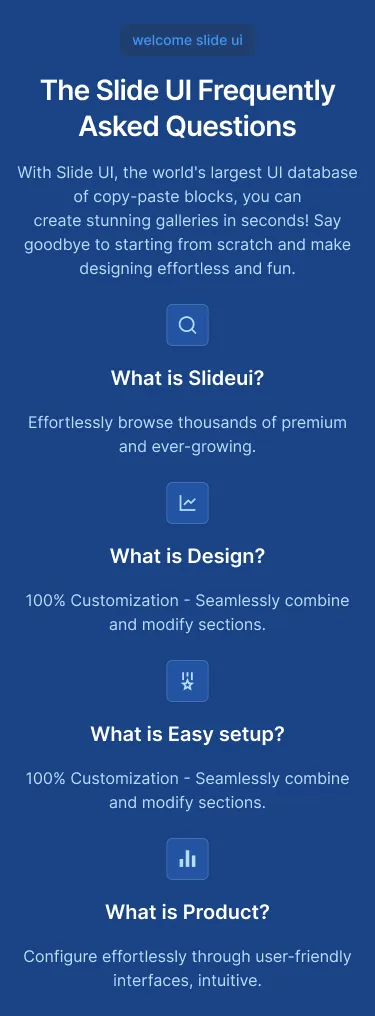 welcome slide ui
The Slide UI Frequently
Asked Questions
With Slide UI, the world's largest UI database
of copy-paste blocks, you can
create stunning galleries in seconds! Say
goodbye to starting from scratch and make
designing effortless and fun.
What is Slideui?
Effortlessly browse thousands of premium
and ever-growing.
What is Design?
100% Customization - Seamlessly combine
and modify sections.
What is Easy setup?
100% Customization - Seamlessly combine
and modify sections.
What is Product?
Configure effortlessly through user-friendly
interfaces, intuitive.